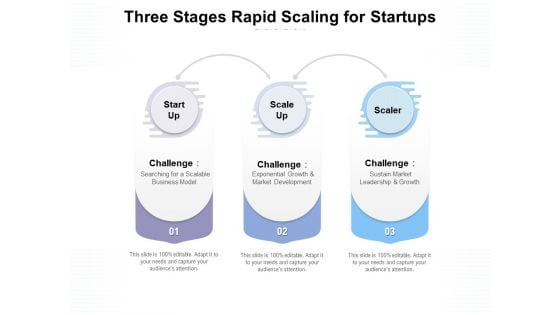 Three Stages Rapid Scaling for Startups
Start
Up
Scale
Up
Scaler
Challenge :
Searching for a Scalable
Business Model
Challenge :
Exponential Growth &
Market Development
Challenge :
Sustain Market
Leadership & Growth
01
02
03
This slide is 100% editable. Adapt it to
your needs and capture your
audience's attention.
This slide is 100% editable. Adapt it to
your needs and capture your
audience's attention.
This slide is 100% editable. Adapt it to
your needs and capture your
audience's attention.